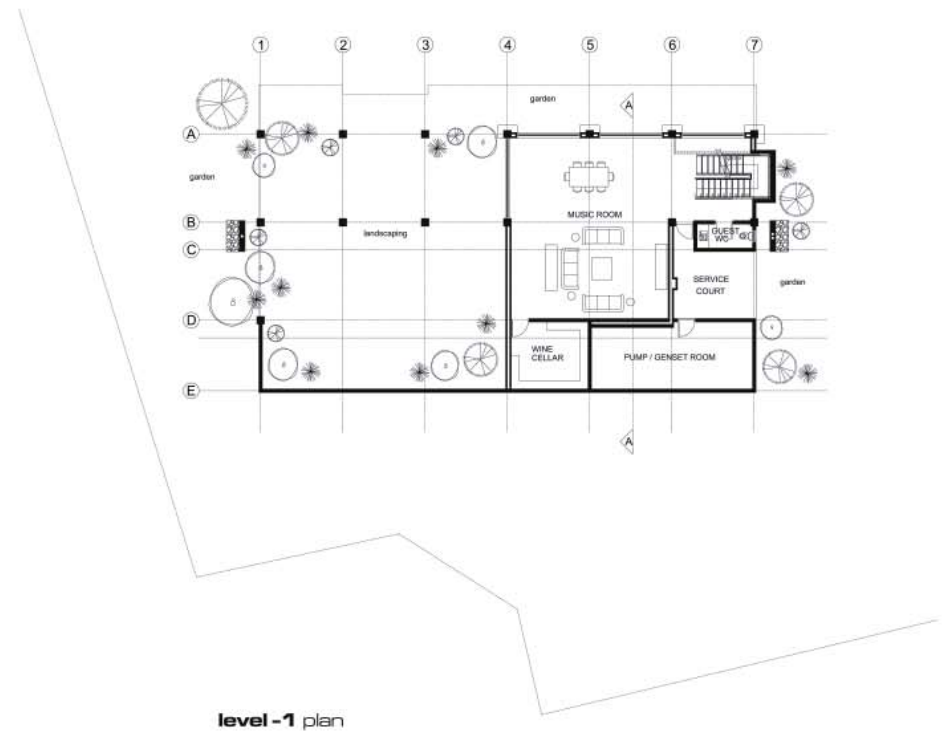 1 2 3 4 5 6 7
garden
A
A
garden
MUSIC ROOM
B
landscaping
GUEST
WC
C
SERVICE
COURT
garden
D
WINE
CELLAR
PUMP / GENSET ROOM
E
A
level -1 plan